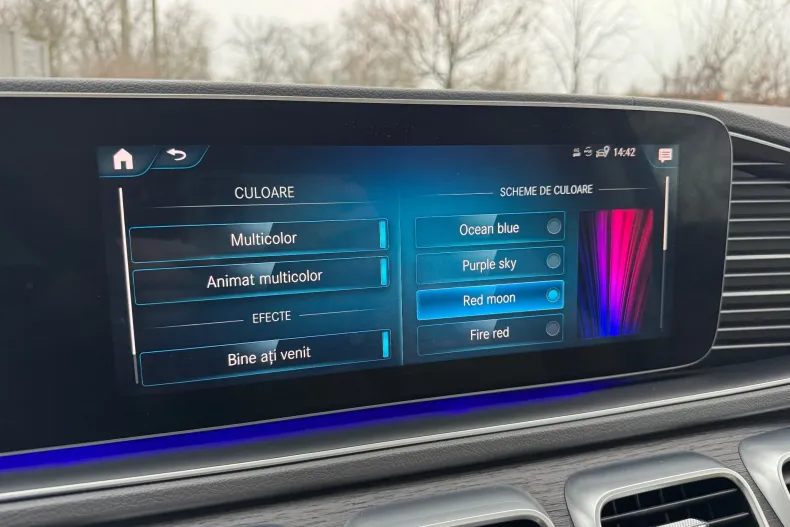 14:42
CULOARE
Multicolor
Animat multicolor
EFECTE
Bine ați venit
SCHEME DE CULOARE
Ocean blue
Purple sky
Red moon
Fire red